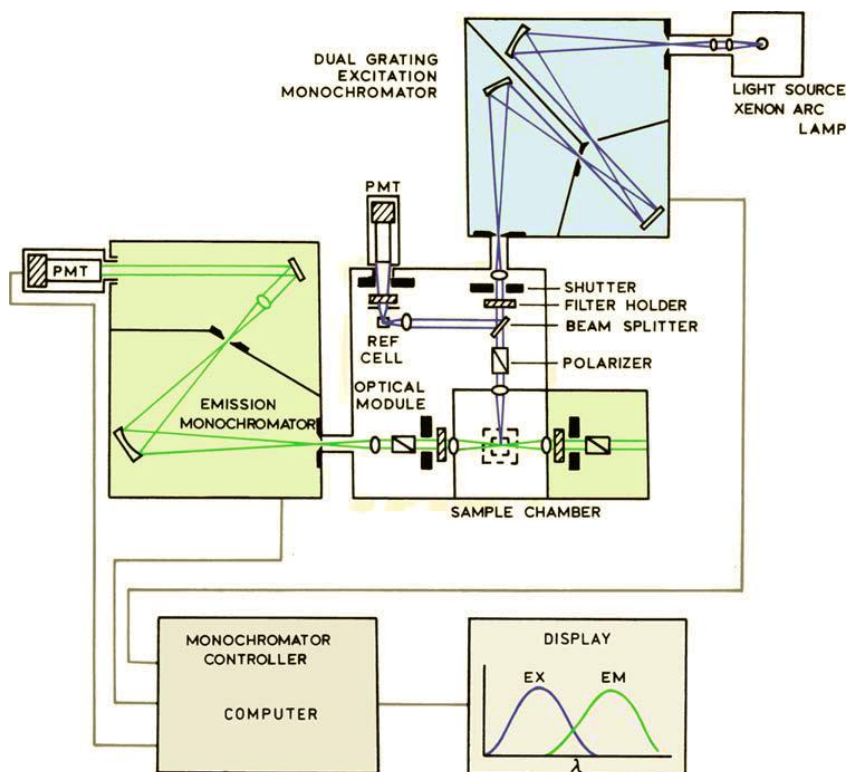 DUAL GRATING
EXCITATION
MONOCHROMATOR
LIGHT SOURCE
XENON ARC
LAMP
PMT
PMT
SHUTTER
FILTER HOLDER
BEAM SPLITTER
REF
CELL
POLARIZER
OPTICAL
MODULE
EMISSION
MONOCHROMATOR
SAMPLE CHAMBER
MONOCHROMATOR
CONTROLLER
COMPUTER
DISPLAY
EX
EM
λ